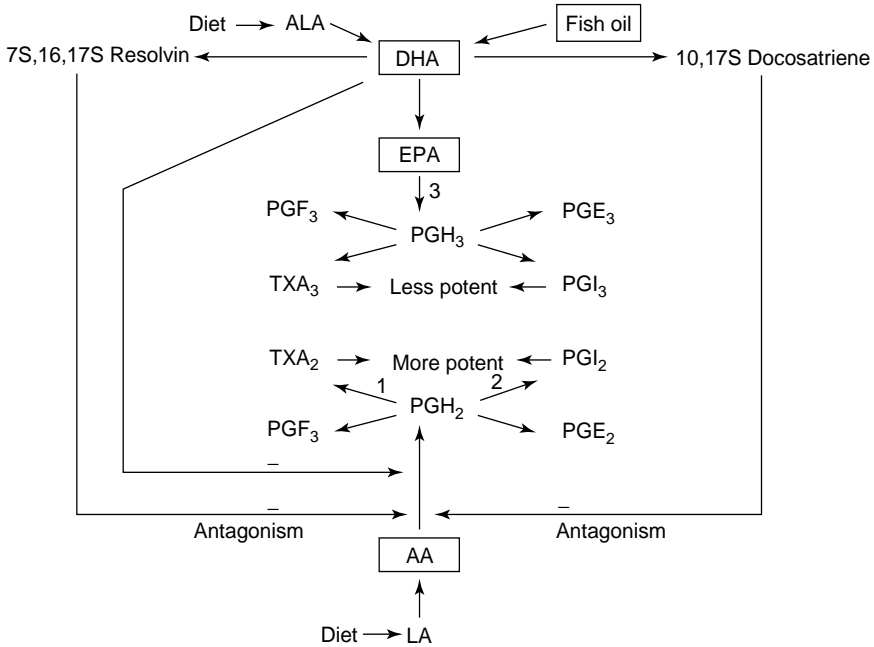 Diet ALA Fish oil
7S,16,17S Resolvin DHA 10,17S Docosatriene
EPA
3
PGF3 PGE3
PGH3
TXA3 Less potent PGI3
TXA2 More potent PGI2
1 2
PGH2
PGF3 PGE2
–
– –
Antagonism Antagonism
AA
Diet LA